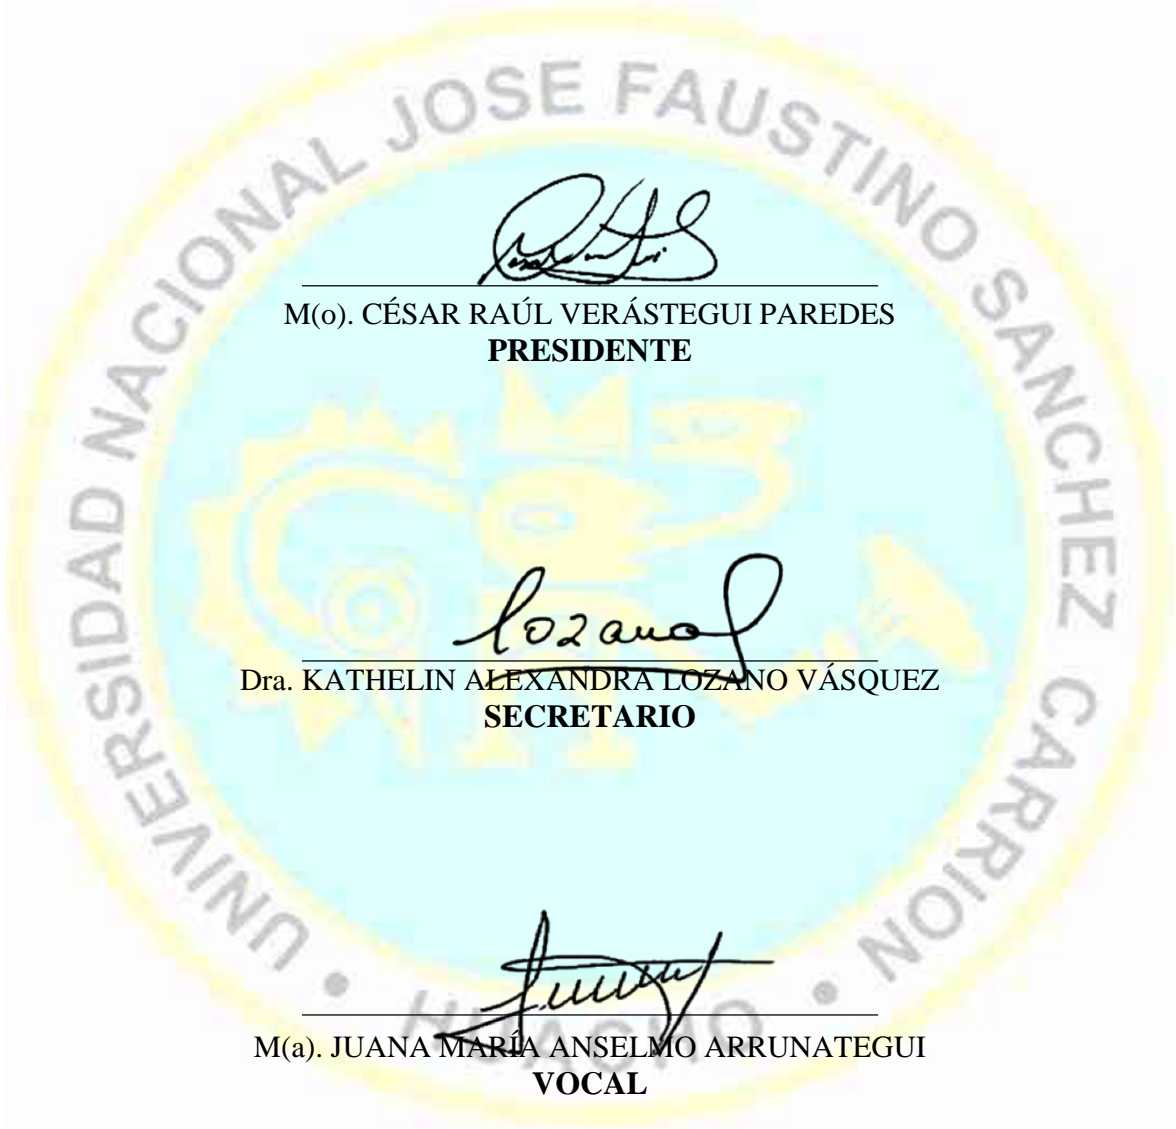 UNIVERSIDAD NACIONAL JOSE FAUSTINO SANCHEZ CARRION • HUACHO •
M(o). CÉSAR RAÚL VERÁSTEGUI PAREDES
PRESIDENTE
lozano
Dra. KATHELIN ALEXANDRA LOZANO VÁSQUEZ
SECRETARIO
M(a). JUANA MARÍA ANSELMO ARRUNATEGUI
VOCAL